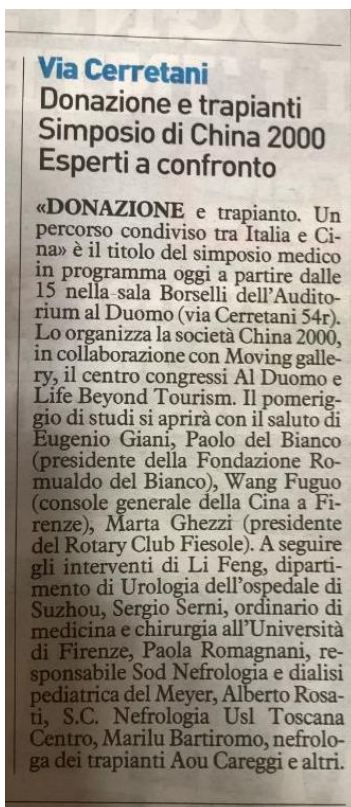 Via Cerretani
Donazione e trapianti
Simposio di China 2000
Esperti a confronto
«DONAZIONE e trapianto. Un
percorso condiviso tra Italia e Ci-
na» è il titolo del simposio medico
in programma oggi a partire dalle
15 nella sala Borselli dell'Audito-
rium al Duomo (via Cerretani 54r).
Lo organizza la società China 2000,
in collaborazione con Moving galle-
ry, il centro congressi Al Duomo e
Life Beyond Tourism. Il pomerig-
gio di studi si aprirà con il saluto di
Eugenio Giani, Paolo del Bianco
(presidente della Fondazione Ro-
mualdo del Bianco), Wang Fuguo
(console generale della Cina a Fi-
renze), Marta Ghezzi (presidente
del Rotary Club Fiesole). A seguire
gli interventi di Li Feng, diparti-
mento di Urologia dell'ospedale di
Suzhou, Sergio Serni, ordinario di
medicina e chirurgia all'Università
di Firenze, Paola Romagnani, re-
sponsabile Sod Nefrologia e dialisi
pediatrica del Meyer, Alberto Rosa-
ti, S.C. Nefrologia Usl Toscana
Centro, Marilu Bartiromo, nefrolo-
ga dei trapianti Aou Careggi e altri.